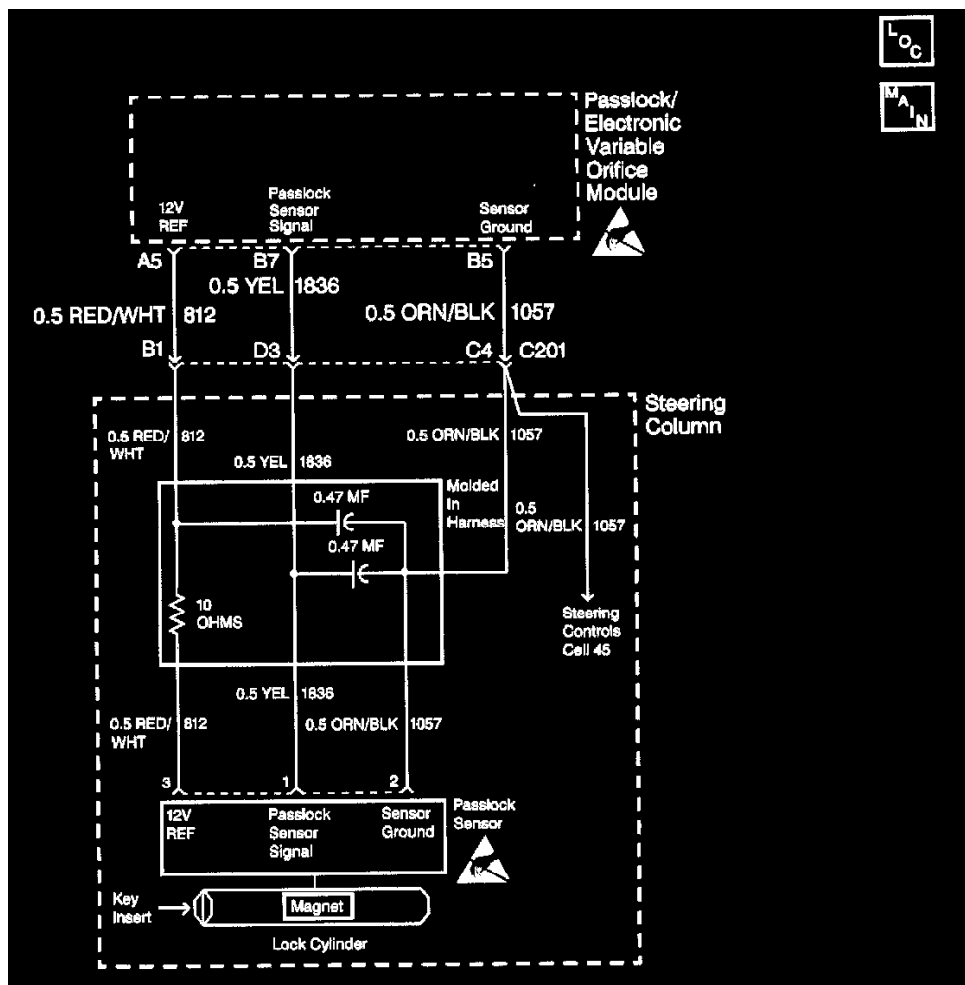 LOC
MAIN
Passlock/
Electronic
Variable
Orifice
Module
12V
REF
Passlock
Sensor
Signal
Sensor
Ground
A5
B7
B5
0.5 YEL 1836
0.5 RED/WHT 812
0.5 ORN/BLK 1057
B1
D3
C4
C201
Steering
Column
0.5 RED/
WHT
812
0.5 YEL 1836
0.5 ORN/BLK 1057
Molded
In
Harness
0.47 MF
0.47 MF
0.5
ORN/BLK
1057
10
OHMS
Steering
Controls
Cell 45
0.5 YEL 1836
0.5 RED/
WHT
812
0.5 ORN/BLK 1057
3
1
2
12V
REF
Passlock
Sensor
Signal
Sensor
Ground
Passlock
Sensor
Key
Insert
Magnet
Lock Cylinder